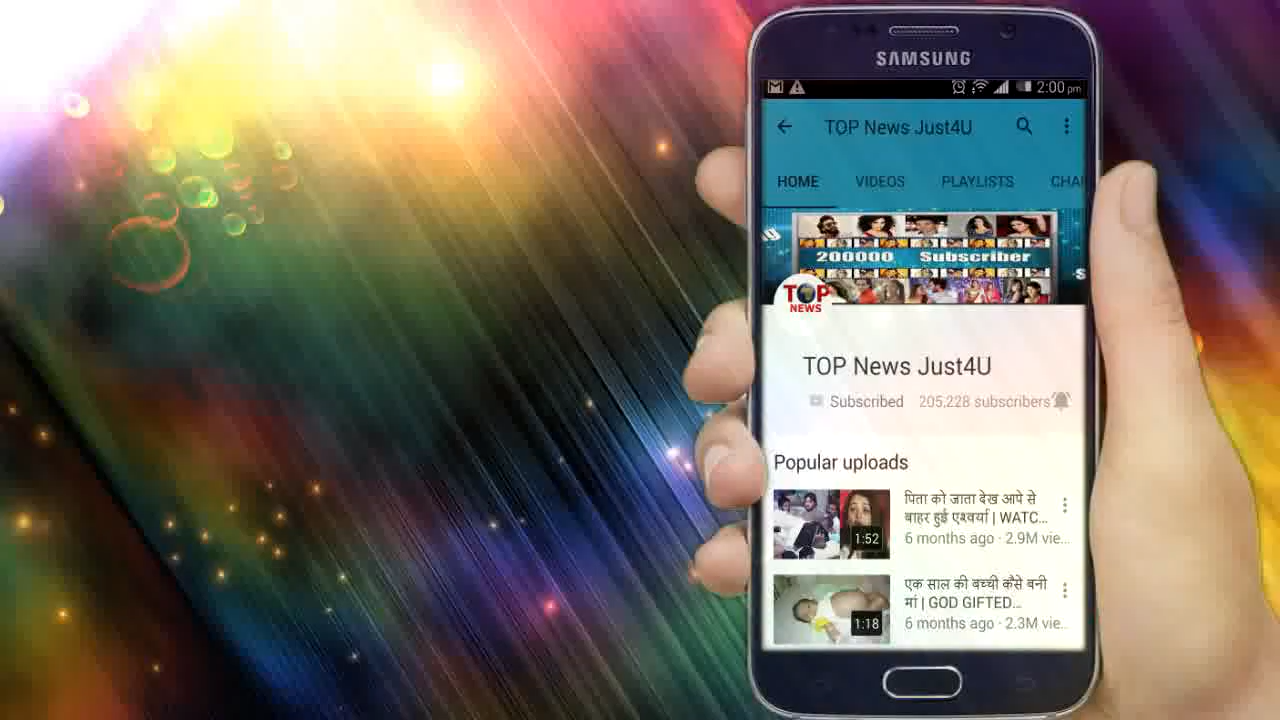 SAMSUNG
2:00 pm
TOP News Just4U
HOME VIDEOS PLAYLISTS CHA
200000 Subscriber
TOP
NEWS
TOP News Just4U
Subscribed 205,228 subscribers
Popular uploads
पिता को जाता देख आपे से
बाहर हुई एश्वर्या | WATC...
1:52
6 months ago · 2.9M vie...
एक साल की बच्ची कैसे बनी
मां | GOD GIFTED...
1:18
6 months ago · 2.3M vie...